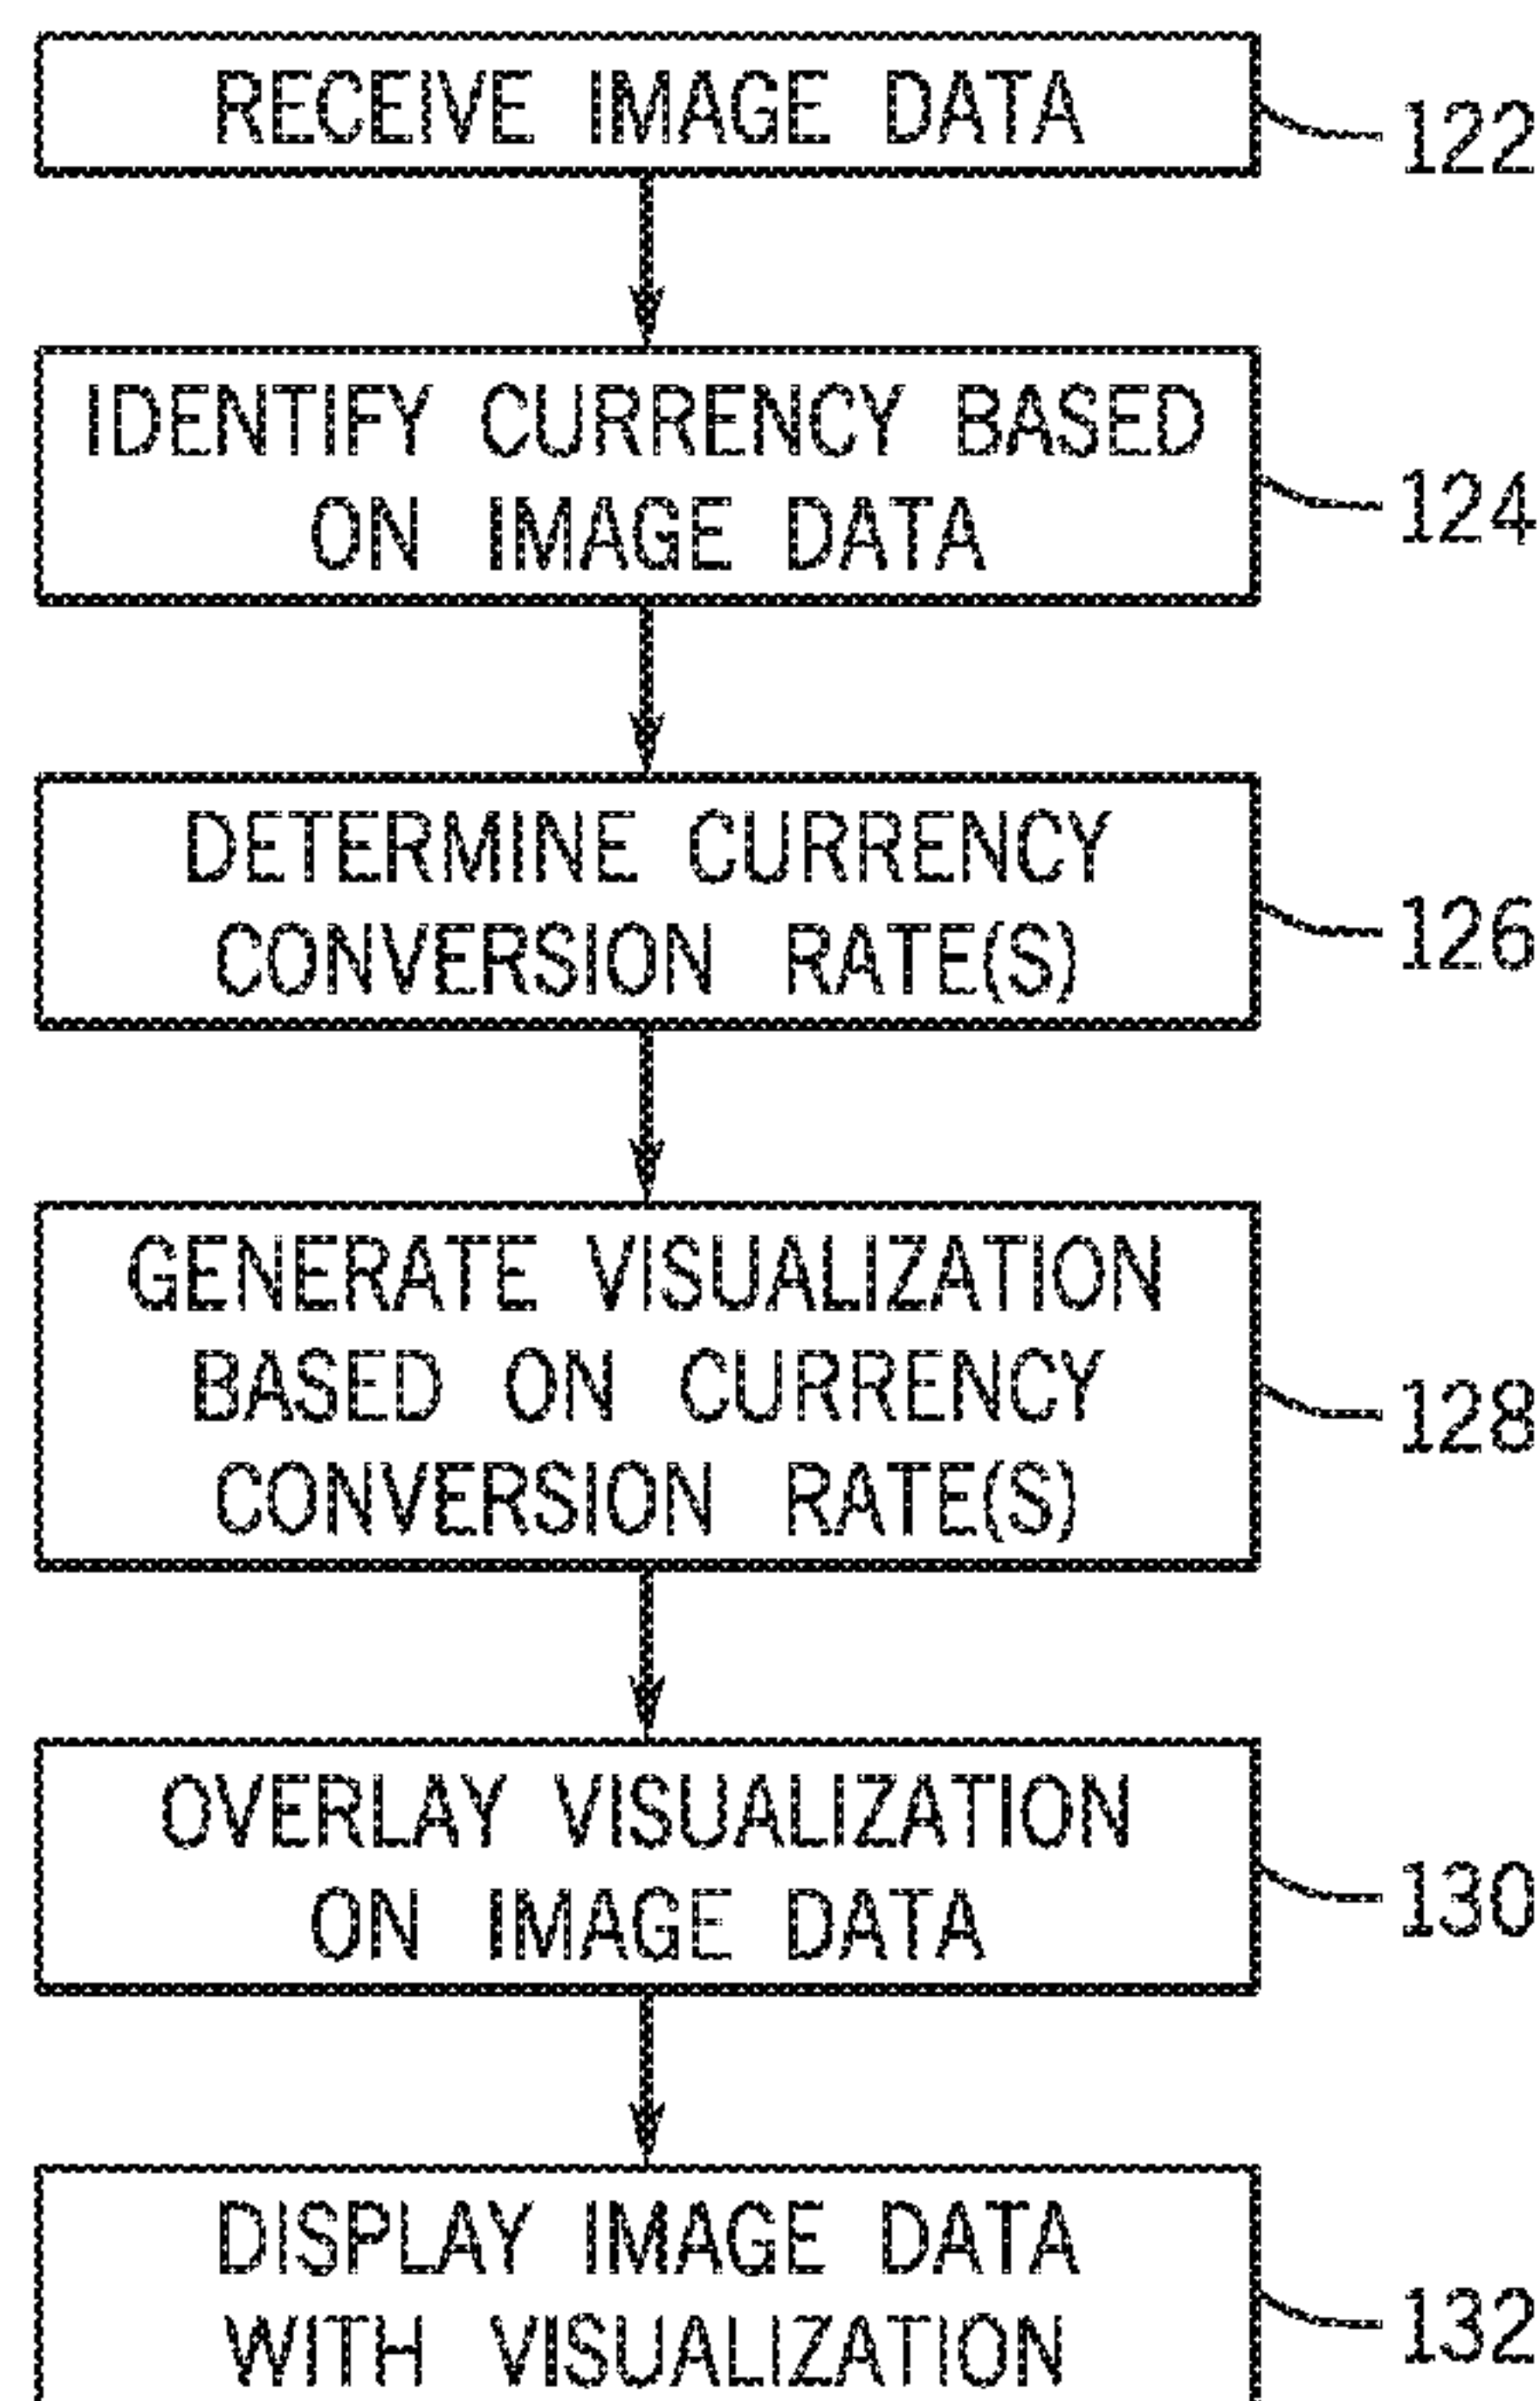 RECEIVE IMAGE DATA
122
IDENTIFY CURRENCY BASED
ON IMAGE DATA
124
DETERMINE CURRENCY
CONVERSION RATE(S)
126
GENERATE VISUALIZATION
BASED ON CURRENCY
CONVERSION RATE(S)
128
OVERLAY VISUALIZATION
ON IMAGE DATA
130
DISPLAY IMAGE DATA
WITH VISUALIZATION
132